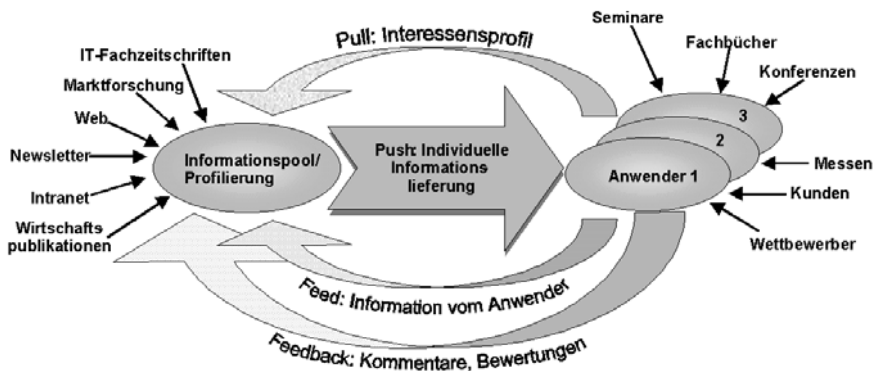 Seminare
Pull: Interessensprofil
Fachbücher
IT-Fachzeitschriften
Konferenzen
Marktforschung
3
Web
2
Newsletter
Informationspool/
Profilierung
Push: Individuelle
Informations
lieferung
Anwender 1
Messen
Intranet
Kunden
Wirtschafts
publikationen
Wettbewerber
Feed: Information vom Anwender
Feedback: Kommentare, Bewertungen